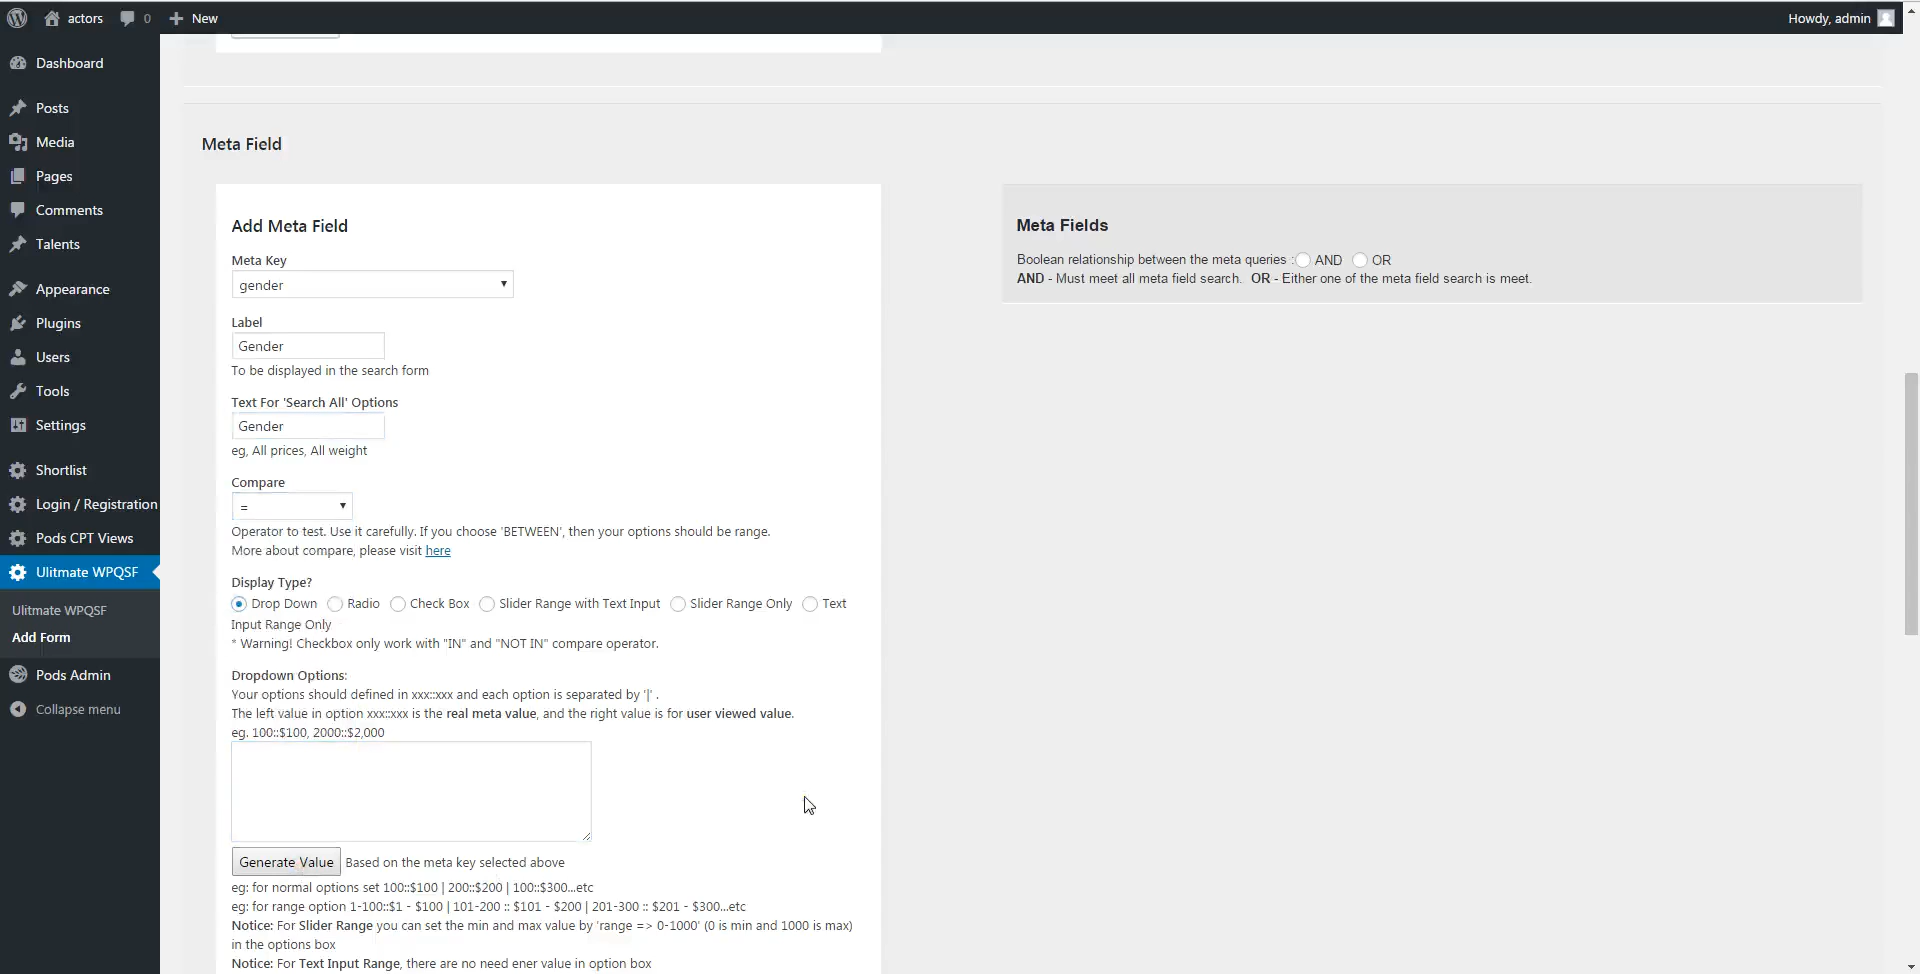 actors 0 New Howdy, admin
Dashboard
Posts
Media
Pages
Comments
Talents
Appearance
Plugins
Users
Tools
Settings
Shortlist
Login / Registration
Pods CPT Views
Ulitmate WPQSF
Ulitmate WPQSF
Add Form
Pods Admin
Collapse menu
Meta Field
Add Meta Field
Meta Key
gender
Label
Gender
To be displayed in the search form
Text For 'Search All' Options
Gender
eg, All prices, All weight
Compare
=
Operator to test. Use it carefully. If you choose 'BETWEEN', then your options should be range.
More about compare, please visit here
Display Type?
Drop Down Radio Check Box Slider Range with Text Input Slider Range Only Text
Input Range Only
* Warning! Checkbox only work with "IN" and "NOT IN" compare operator.
Dropdown Options:
Your options should defined in xxx::xxx and each option is separated by '|' .
The left value in option xxx::xxx is the real meta value, and the right value is for user viewed value.
eg. 100::$100, 2000::$2,000
Generate Value Based on the meta key selected above
eg: for normal options set 100::$100 | 200::$200 | 100::$300...etc
eg: for range option 1-100::$1 - $100 | 101-200 :: $101 - $200 | 201-300 :: $201 - $300...etc
Notice: For Slider Range you can set the min and max value by 'range => 0-1000' (0 is min and 1000 is max)
in the options box
Notice: For Text Input Range, there are no need ener value in option box
Meta Fields
Boolean relationship between the meta queries : AND OR
AND - Must meet all meta field search. OR - Either one of the meta field search is meet.